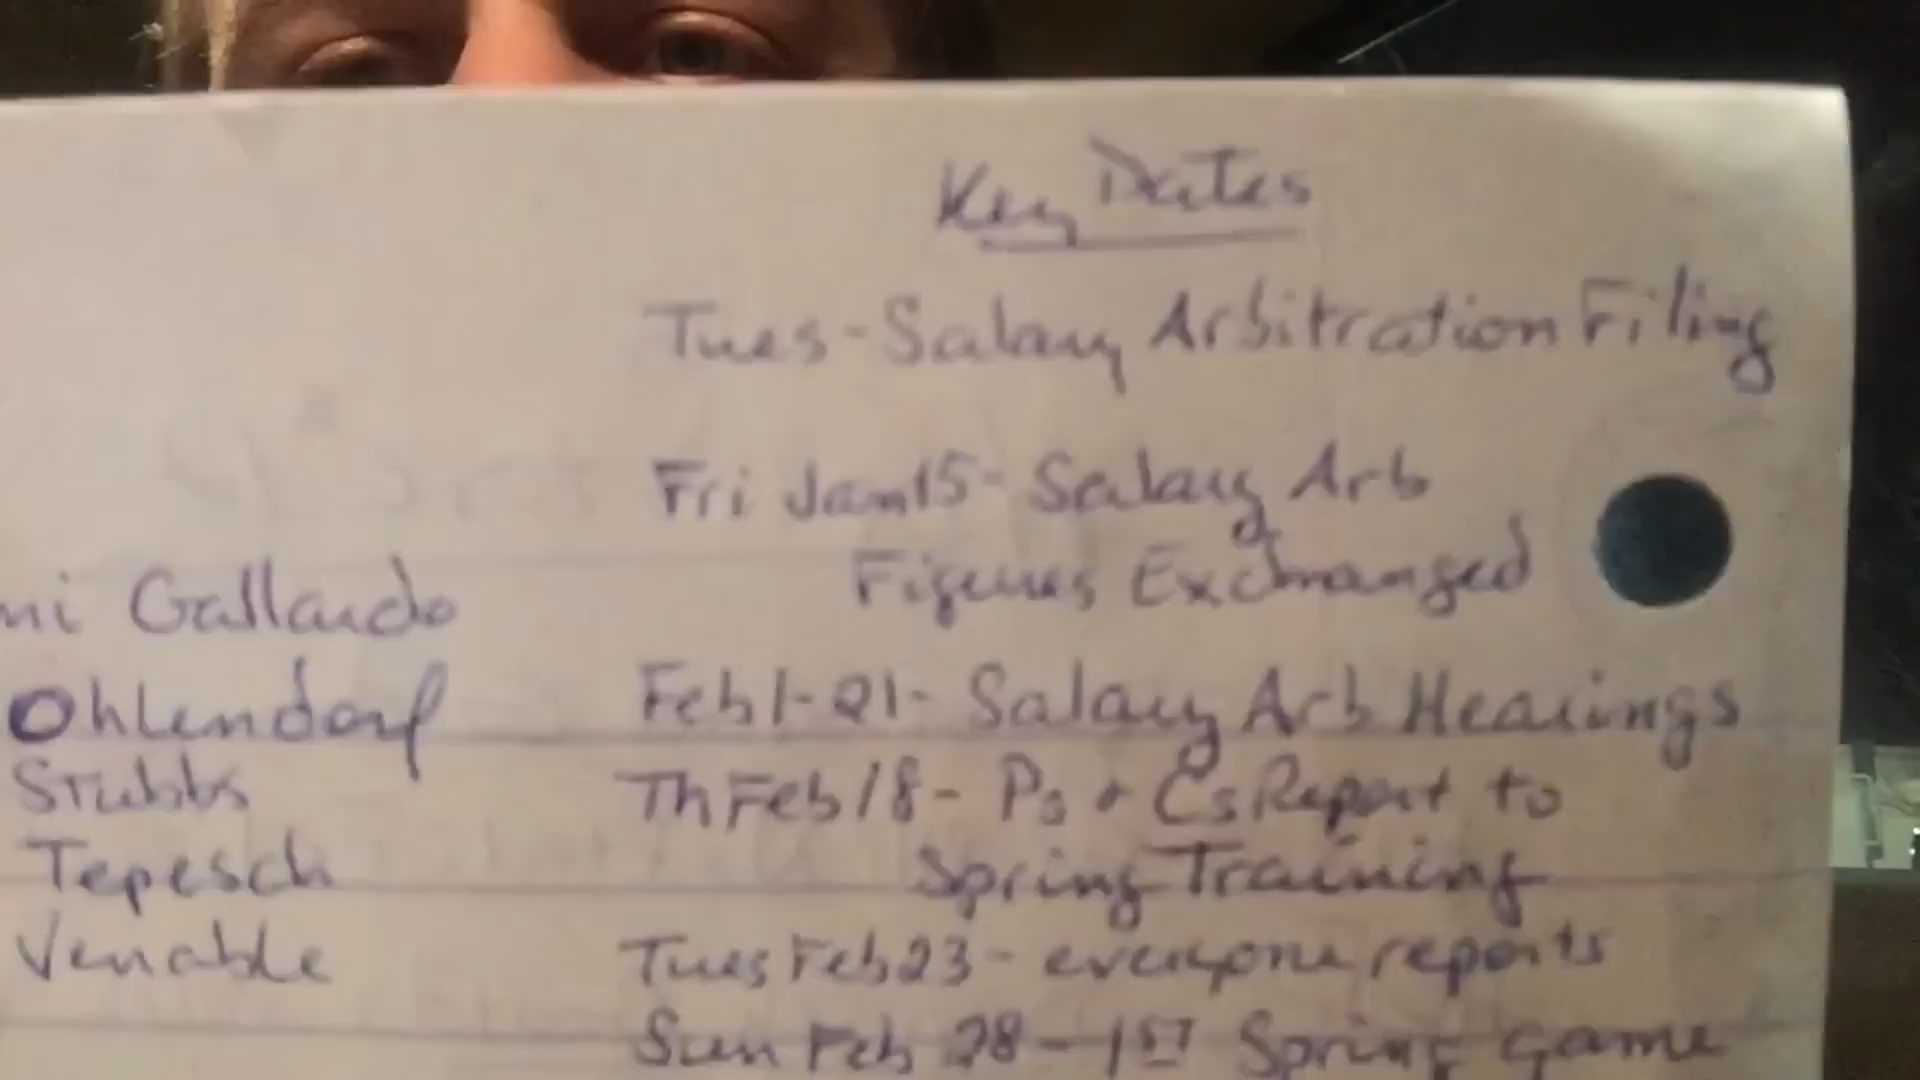 Key Dates
Tues - Salary Arbitration Filing
Fri Jan 15 - Salary Arb
Figures Exchanged
Feb 1-21 - Salary Arb Hearings
Th Feb 18 - Ps + Cs Report to
Spring Training
Tues Feb 23 - everyone reports
Sun Feb 28 - 1ST Spring game
mi Gallardo
Ohlendorf
Stubbs
Tepesch
Venable